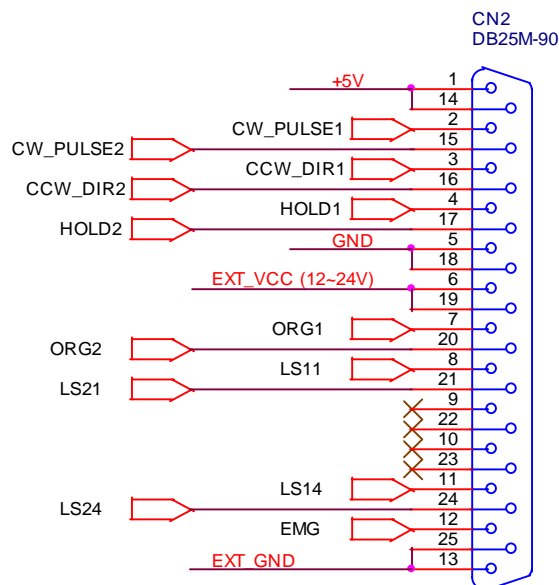 CN2
DB25M-90
+5V 1
14
CW_PULSE1 2
CW_PULSE2 15
CCW_DIR1 3
CCW_DIR2 16
HOLD1 4
HOLD2 17
GND 5
18
EXT_VCC (12~24V) 6
19
ORG1 7
ORG2 20
LS11 8
LS21 21
9
22
10
23
LS14 11
LS24 24
EMG 12
25
EXT_GND 13